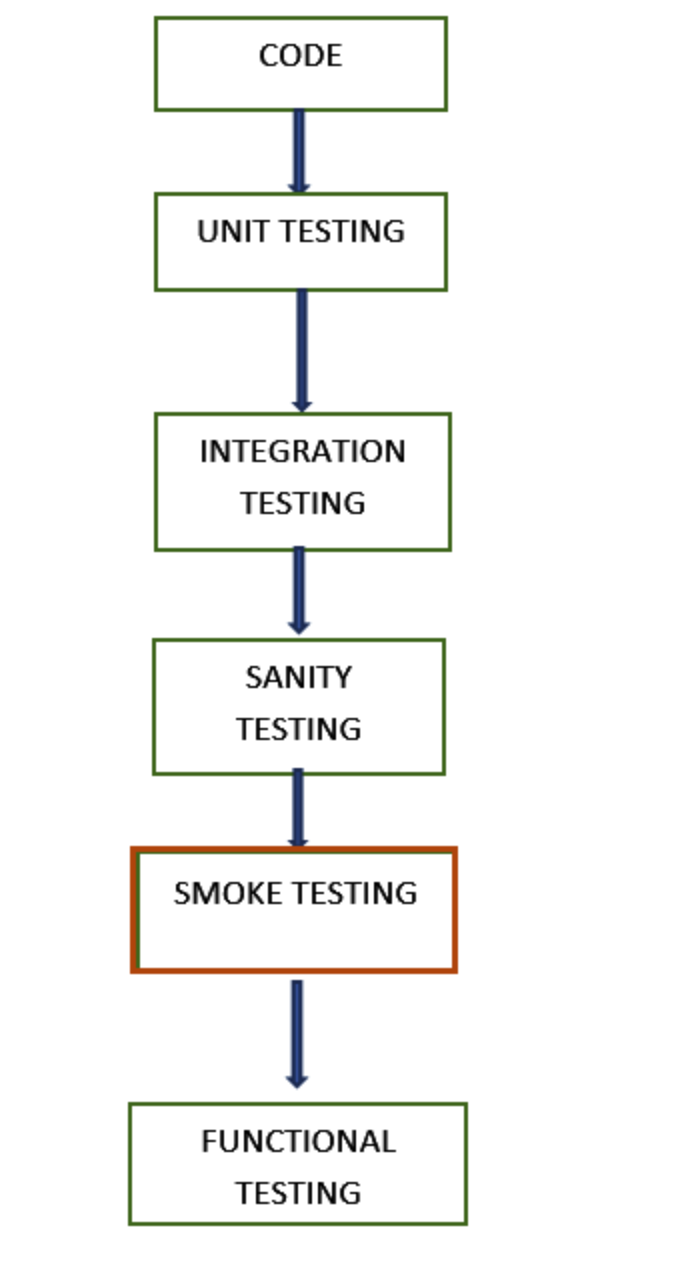 CODE
UNIT TESTING
INTEGRATION
TESTING
SANITY
TESTING
SMOKE TESTING
FUNCTIONAL
TESTING